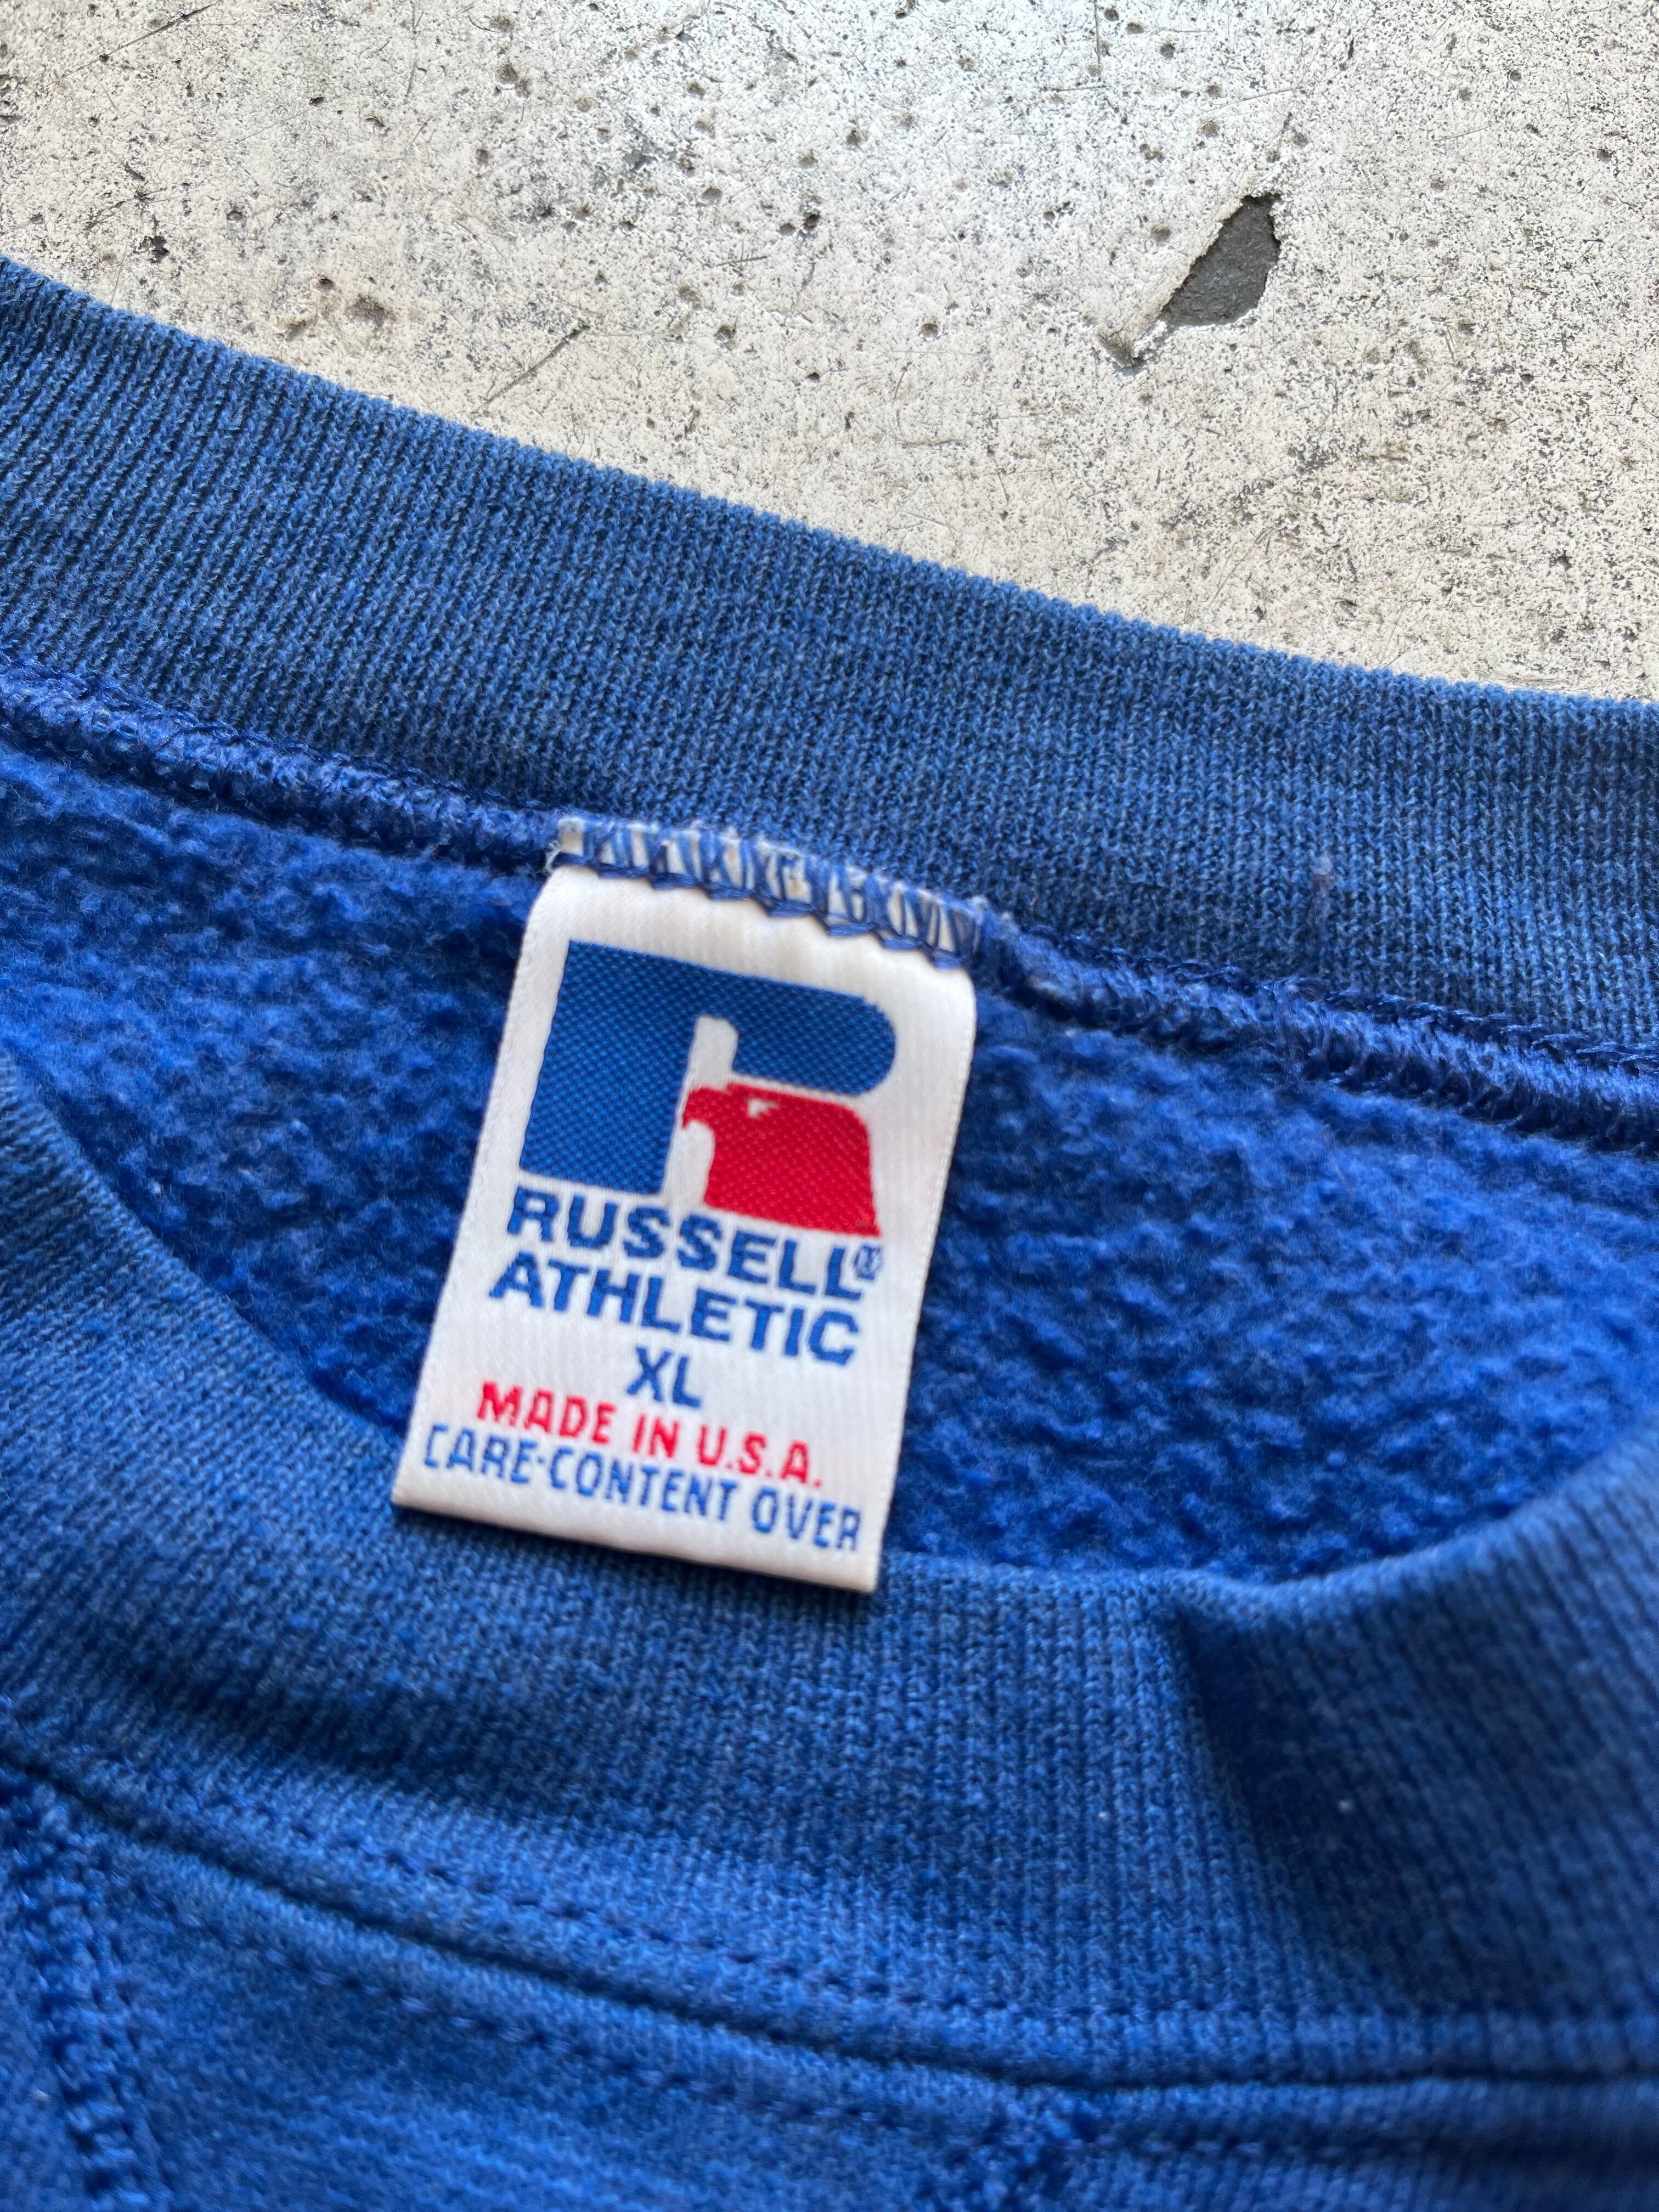 RUSSELL®
ATHLETIC
XL
MADE IN U.S.A.
CARE-CONTENT OVER